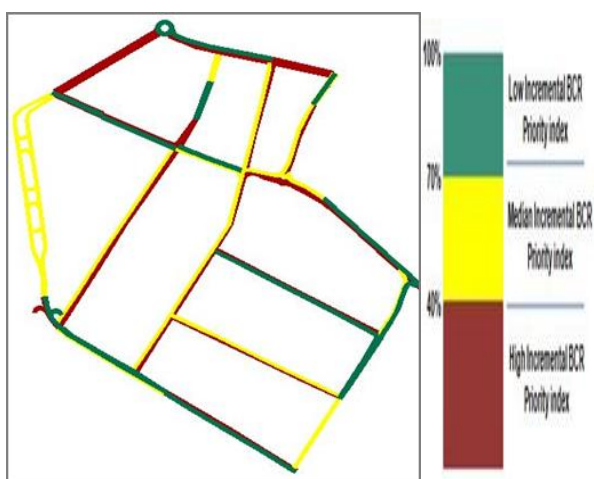 100%
Low Incremental BCR
Priority index
70%
Median Incremental BCR
Priority index
40%
High Incremental BCR
Priority index